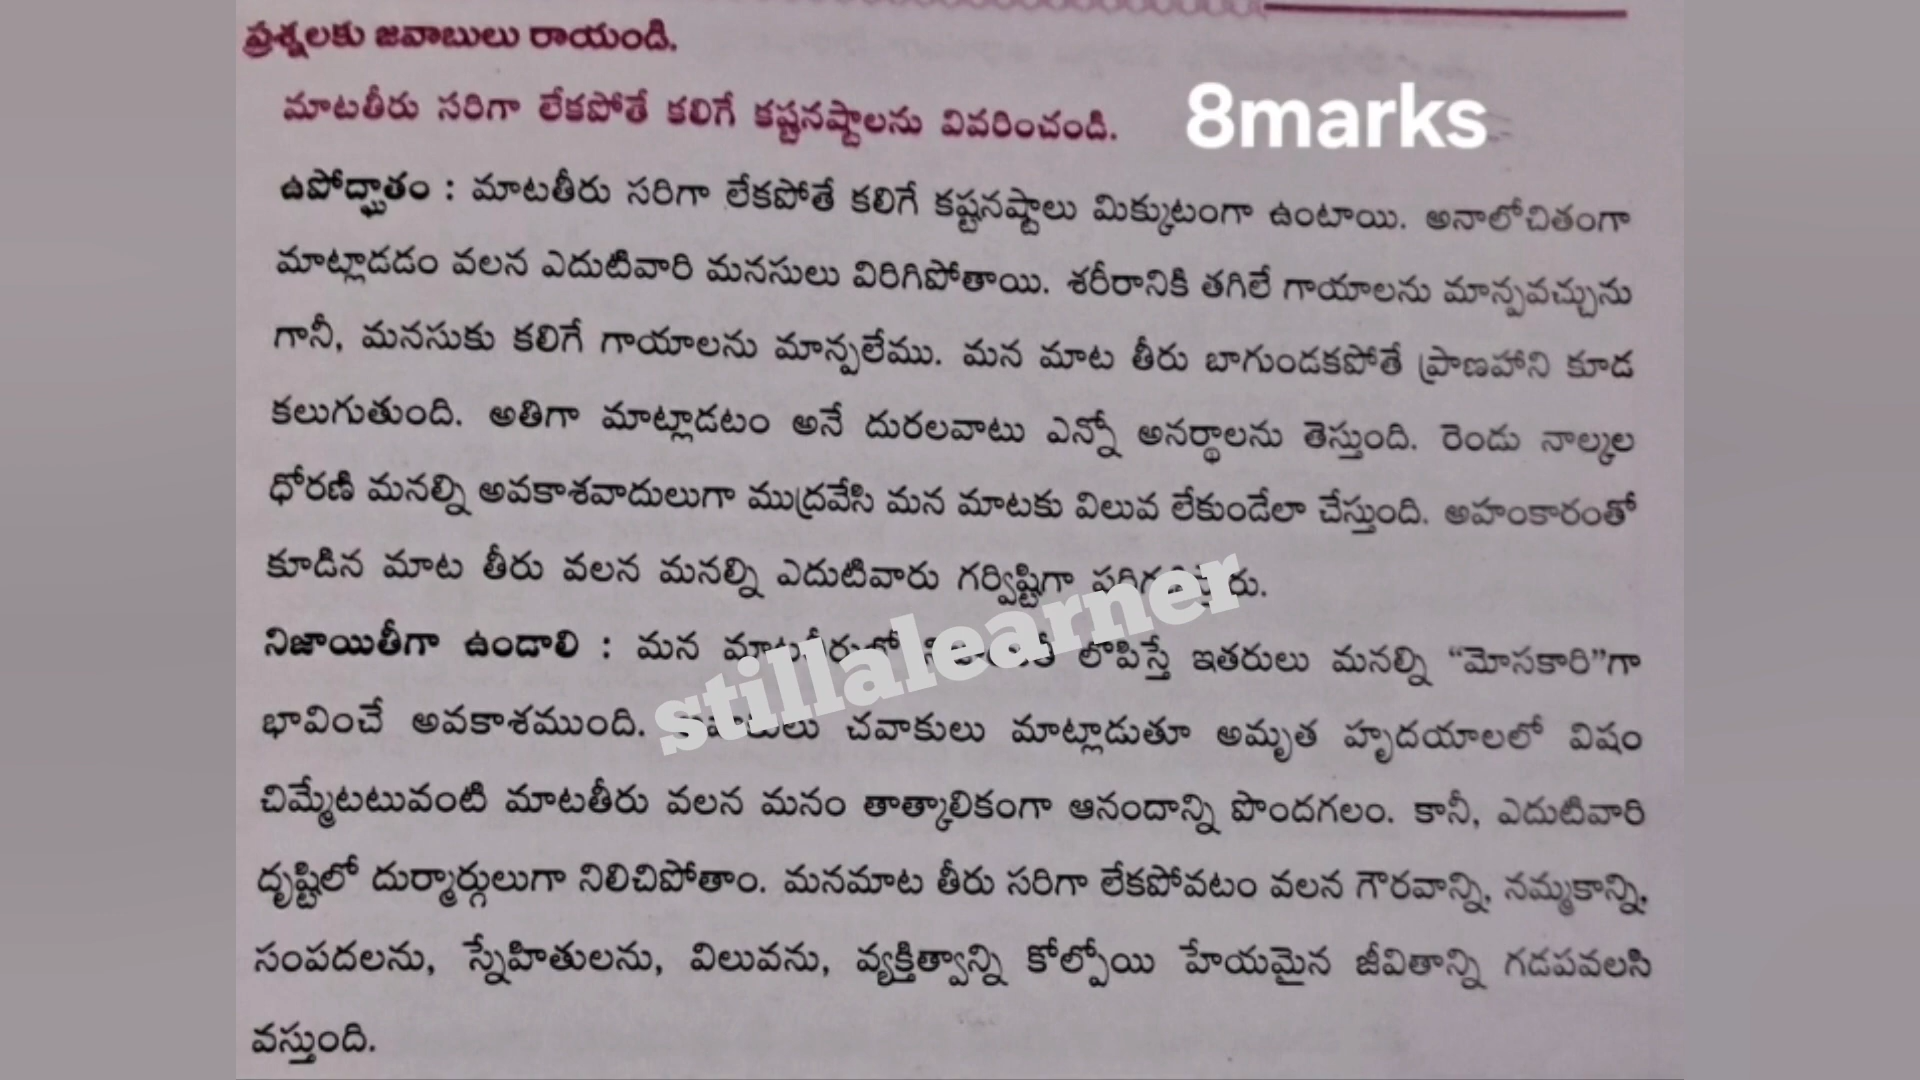 ప్రశ్నలకు జవాబులు రాయండి.
మాటతీరు సరిగా లేకపోతే కలిగే కష్టనష్టాలను వివరించండి. 8marks
ఉపోద్ఘాతం : మాటతీరు సరిగా లేకపోతే కలిగే కష్టనష్టాలు మిక్కుటంగా ఉంటాయి. అనాలోచితంగా
మాట్లాడడం వలన ఎదుటివారి మనసులు విరిగిపోతాయి. శరీరానికి తగిలే గాయాలను మాన్పవచ్చును
గానీ, మనసుకు కలిగే గాయాలను మాన్పలేము. మన మాట తీరు బాగుండకపోతే ప్రాణహాని కూడ
కలుగుతుంది. అతిగా మాట్లాడటం అనే దురలవాటు ఎన్నో అనర్థాలను తెస్తుంది. రెండు నాల్కల
ధోరణి మనల్ని అవకాశవాదులుగా ముద్రవేసి మన మాటకు విలువ లేకుండేలా చేస్తుంది. అహంకారంతో
కూడిన మాట తీరు వలన మనల్ని ఎదుటివారు గర్విష్టిగా
నిజాయితీగా ఉండాలి : మన లోపిస్తే ఇతరులు మనల్ని “మోసకారి”గా
stillalearner
భావించే అవకాశముంది. చవాకులు మాట్లాడుతూ అమృత హృదయాలలో విషం
చిమ్మేటటువంటి మాటతీరు వలన మనం తాత్కాలికంగా ఆనందాన్ని పొందగలం. కానీ, ఎదుటివారి
దృష్టిలో దుర్మార్గులుగా నిలిచిపోతాం. మనమాట తీరు సరిగా లేకపోవటం వలన గౌరవాన్ని, నమ్మకాన్ని,
సంపదలను, స్నేహితులను, విలువను, వ్యక్తిత్వాన్ని కోల్పోయి హేయమైన జీవితాన్ని గడపవలసి
వస్తుంది.